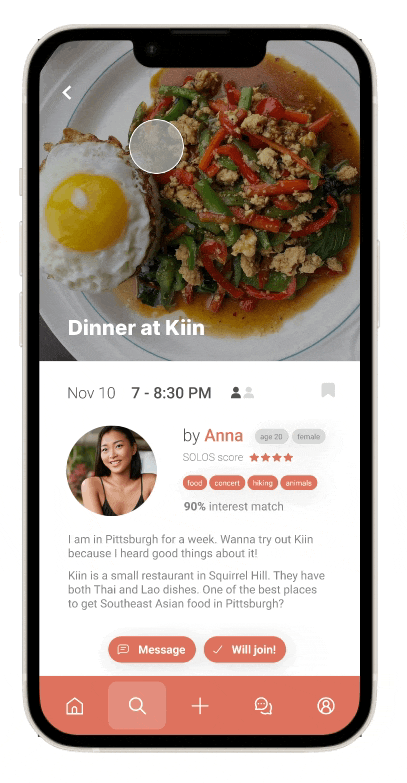 Dinner at Kiin
Nov 10 7 - 8:30 PM
by Anna age 20 female
SOLOS score
food concert hiking animals
90% interest match
I am in Pittsburgh for a week. Wanna try out Kiin
because I heard good things about it!
Kiin is a small restaurant in Squirrel Hill. They have
both Thai and Lao dishes. One of the best places
to get Southeast Asian food in Pittsburgh?
Message Will join!